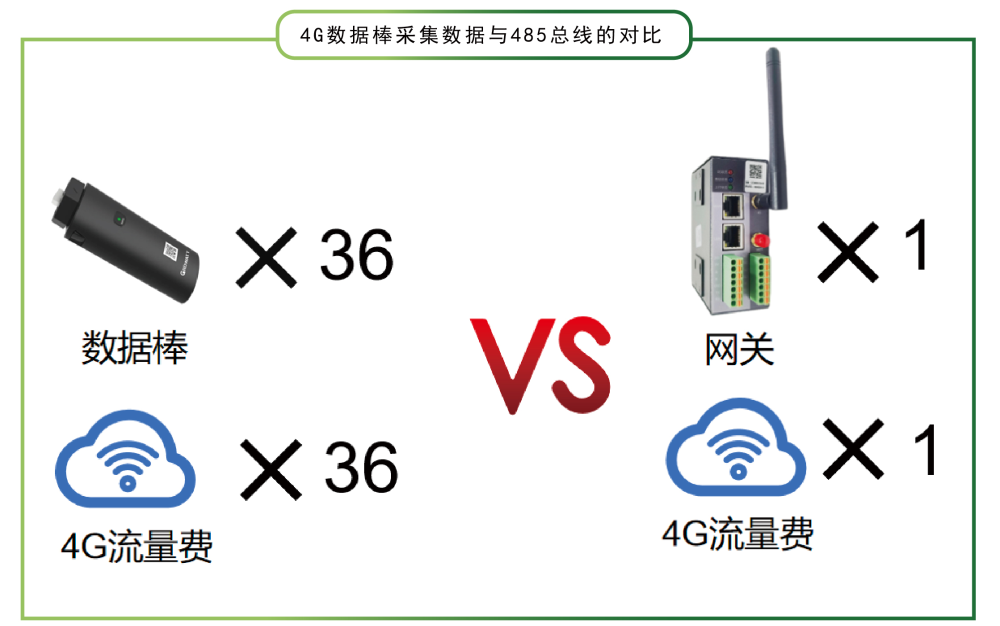 4G数据棒采集数据与485总线的对比
× 36
× 1
数据棒
VS
网关
× 36
× 1
4G流量费
4G流量费